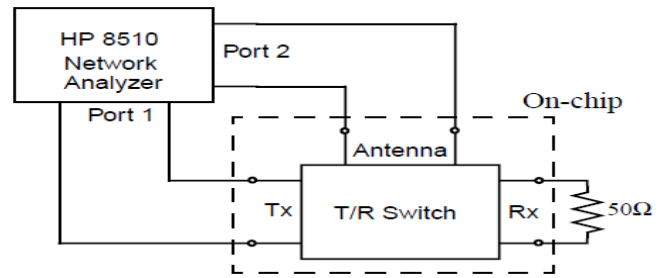 HP 8510
Network
Analyzer
Port 2
Port 1
On-chip
Antenna
Tx
T/R Switch
Rx
50Ω